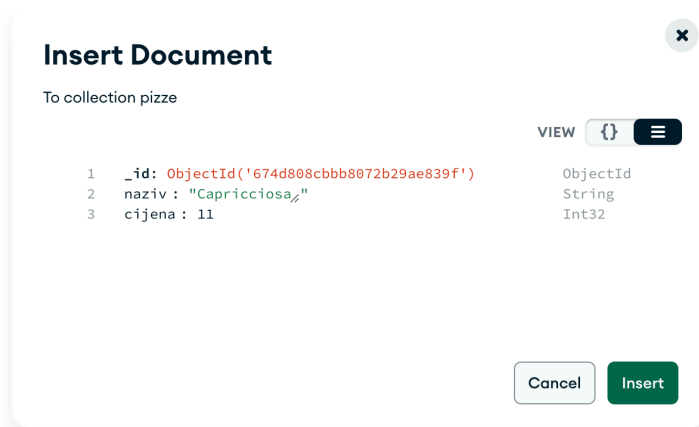 Insert Document
To collection pizze
VIEW {}
1 _id: ObjectId('674d808cbbb8072b29ae839f') ObjectId
2 naziv : "Capricciosa" String
3 cijena : 11 Int32
Cancel Insert